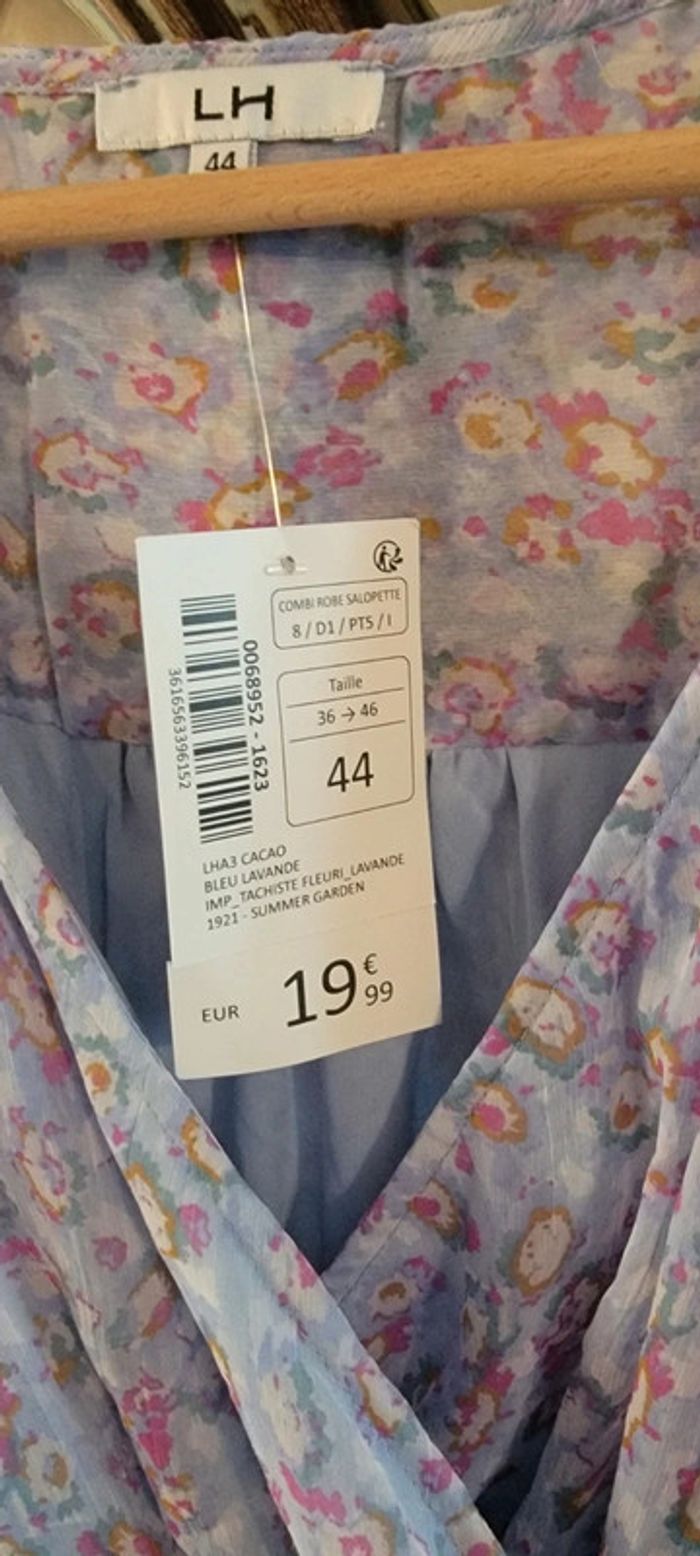 LH
44
COMBI ROBE SALOPETTE
8 / D1 / PT5 / I
0068952 - 1623
3616563396152
Taille
36 → 46
44
LHA3 CACAO
BLEU LAVANDE
IMP_TACHISTE FLEURI_LAVANDE
1921 - SUMMER GARDEN
EUR 19 € 99